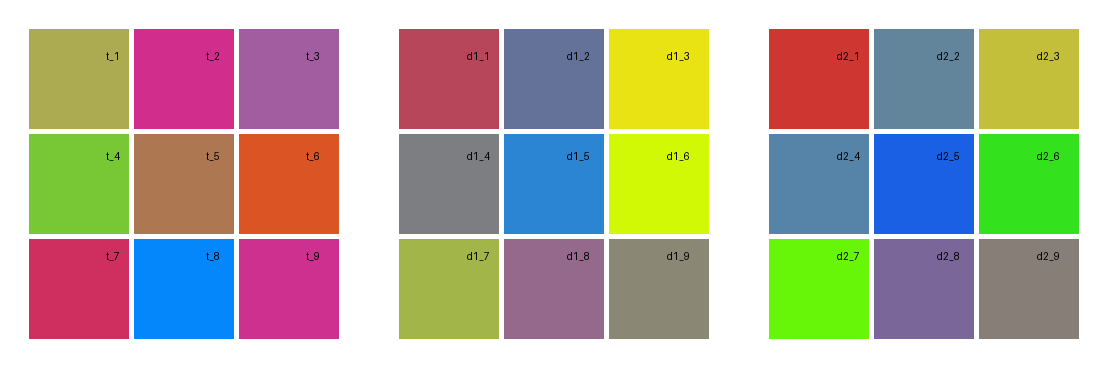 t_1 t_2 t_3 d1_1 d1_2 d1_3 d2_1 d2_2 d2_3
t_4 t_5 t_6 d1_4 d1_5 d1_6 d2_4 d2_5 d2_6
t_7 t_8 t_9 d1_7 d1_8 d1_9 d2_7 d2_8 d2_9